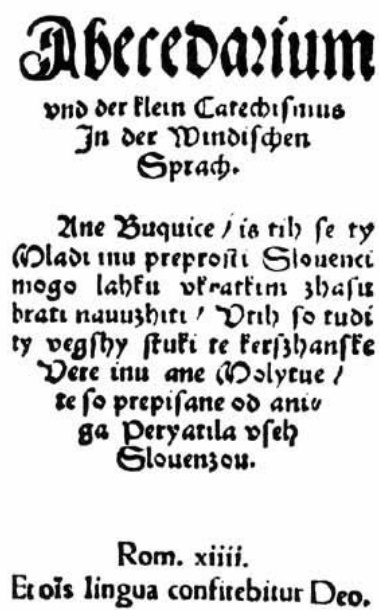 Abecedarium
vnd der klein Catechismus
In der Windischen
Sprach.
Ane Buquice / is tih se ty
Mladi inu preprosti Slouenci
mogo lahku vkratkim zhasu
brati nauuzhiti / Vtih so tudi
ty vegshy stuki te kerszhanske
Vere inu ane Molytue /
te so prepisane od aniga
ga Peryatila vseh
Slouenzou.
Rom. xiiii.
Et oĩs lingua confitebitur Deo.